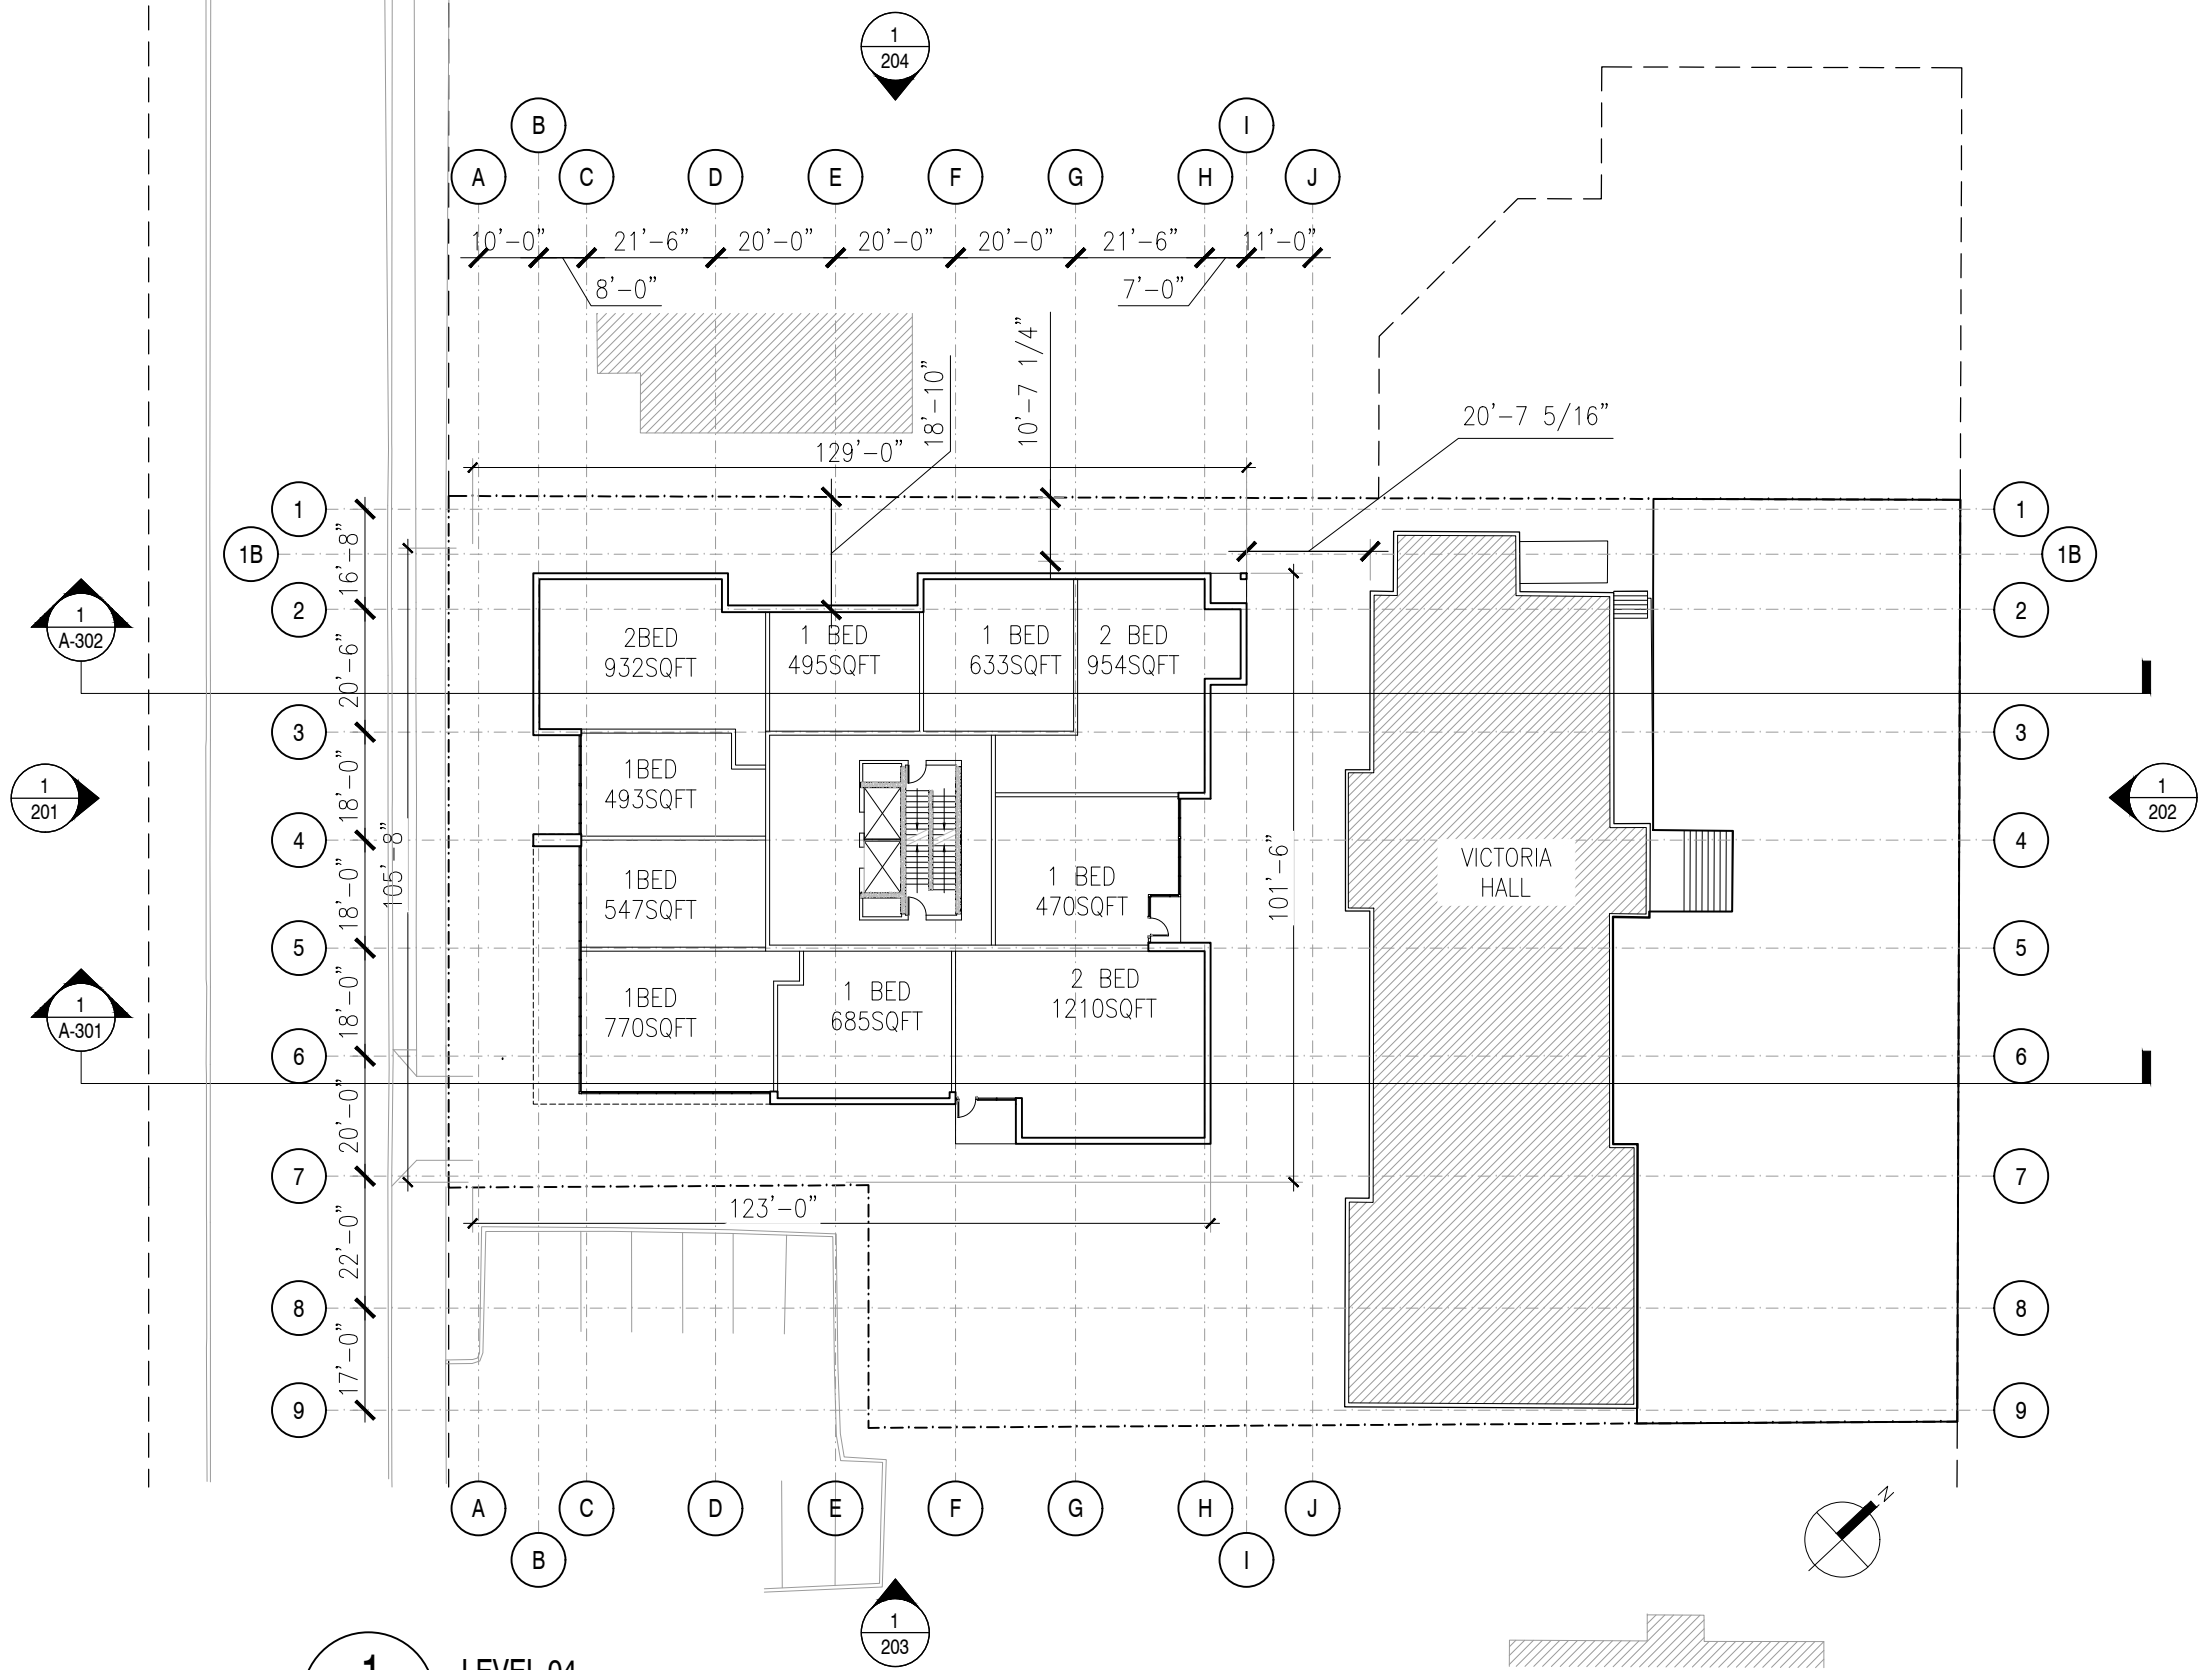 1
204
B
I
A
C
D
E
F
G
H
J
10'-0"
21'-6"
20'-0"
20'-0"
20'-0"
21'-6"
11'-0"
8'-0"
7'-0"
18'-10"
10'-7 1/4"
20'-7 5/16"
129'-0"
1
1
1B
1B
16'-8"
2
2
1
A-302
2BED
932SQFT
1 BED
495SQFT
1 BED
633SQFT
2 BED
954SQFT
20'-6"
3
3
1
201
1BED
493SQFT
18'-0"
1
202
4
4
105'-8"
101'-6"
VICTORIA
HALL
1BED
547SQFT
1 BED
470SQFT
18'-0"
5
5
1
A-301
1BED
770SQFT
1 BED
685SQFT
2 BED
1210SQFT
18'-0"
6
6
20'-0"
7
7
123'-0"
22'-0"
8
8
17'-0"
9
9
A
C
D
E
F
G
H
J
B
I
N
1
203
1
LEVEL 04